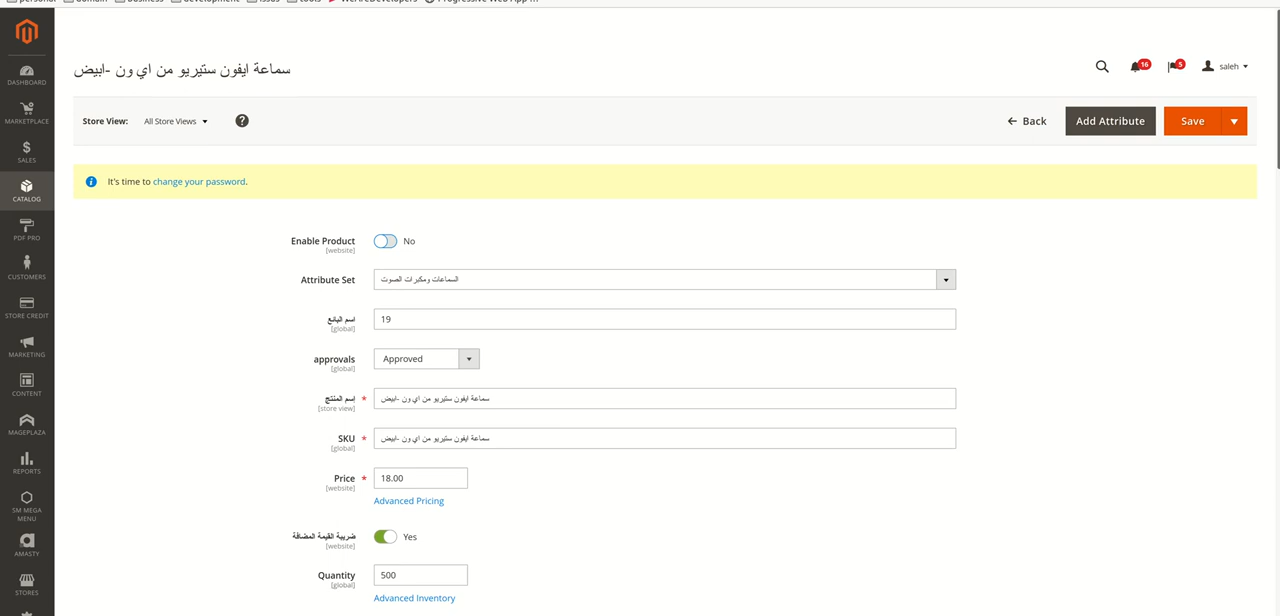 سماعة ايفون ستيريو من اي ون -ابيض
16
5
saleh
Store View: All Store Views
?
Back
Add Attribute
Save
It's time to change your password.
DASHBOARD
MARKETPLACE
$
SALES
CATALOG
PDF PRO
CUSTOMERS
STORE CREDIT
MARKETING
CONTENT
MAGEPLAZA
REPORTS
SM MEGA
MENU
AMASTY
STORES
Enable Product
[website]
No
Attribute Set
السماعات ومكبرات الصوت
اسم البائع
[global]
19
approvals
[global]
Approved
إسم المنتج *
[store view]
سماعة ايفون ستيريو من اي ون -ابيض
SKU *
[global]
سماعة ايفون ستيريو من اي ون -ابيض
Price *
[website]
18.00
Advanced Pricing
ضريبة القيمة المضافة
[website]
Yes
Quantity
[global]
500
Advanced Inventory